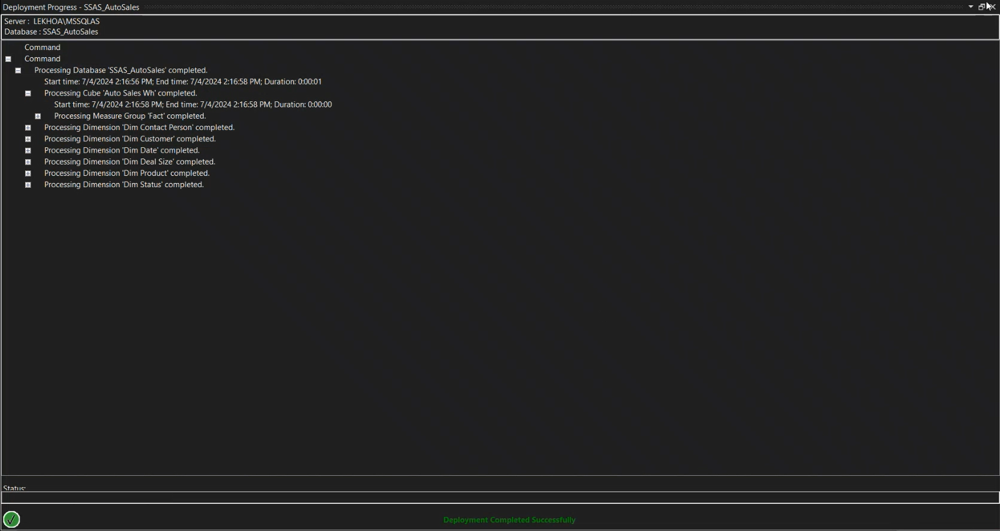 Deployment Progress - SSAS_AutoSales
Server : LEKHOA\MSSQLAS
Database : SSAS_AutoSales
Command
Command
Processing Database 'SSAS_AutoSales' completed.
Start time: 7/4/2024 2:16:56 PM; End time: 7/4/2024 2:16:58 PM; Duration: 0:00:01
Processing Cube 'Auto Sales Wh' completed.
Start time: 7/4/2024 2:16:58 PM; End time: 7/4/2024 2:16:58 PM; Duration: 0:00:00
Processing Measure Group 'Fact' completed.
Processing Dimension 'Dim Contact Person' completed.
Processing Dimension 'Dim Customer' completed.
Processing Dimension 'Dim Date' completed.
Processing Dimension 'Dim Deal Size' completed.
Processing Dimension 'Dim Product' completed.
Processing Dimension 'Dim Status' completed.
Status:
Deployment Completed Successfully